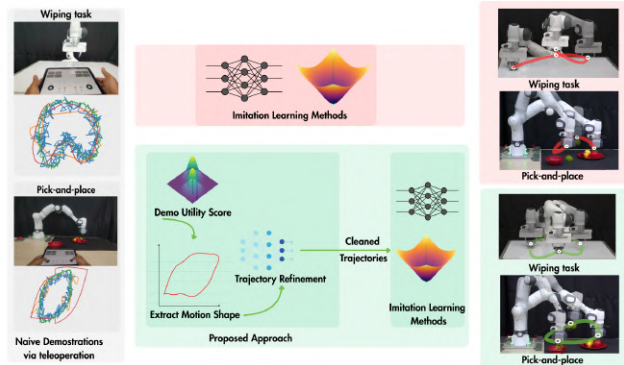 Wiping task
Pick-and-place
Naive Demostrations
via teleoperation
Imitation Learning Methods
Demo Utility Score
Extract Motion Shape
Trajectory Refinement
Proposed Approach
Cleaned
Trajectories
Imitation Learning
Methods
Wiping task
Pick-and-place
Wiping task
Pick-and-place